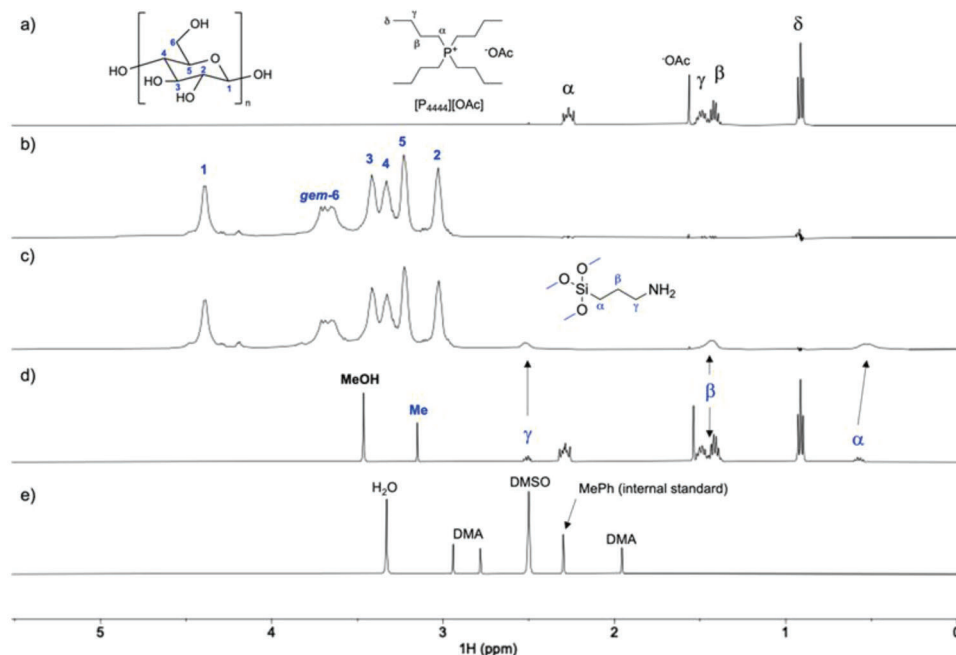 a)
OH
6
4
5
O
HO
HO
3
2
OH
1
HO
n
δ
γ
β
α
P+
-OAc
[P4444][OAc]
α
-OAc
γ
β
δ
b)
1
gem-6
3
4
5
2
c)
O
O
Si
O
α
β
γ
NH2
d)
MeOH
Me
γ
β
α
e)
H2O
DMA
DMSO
MePh (internal standard)
DMA
5
4
3
2
1
0
1H (ppm)